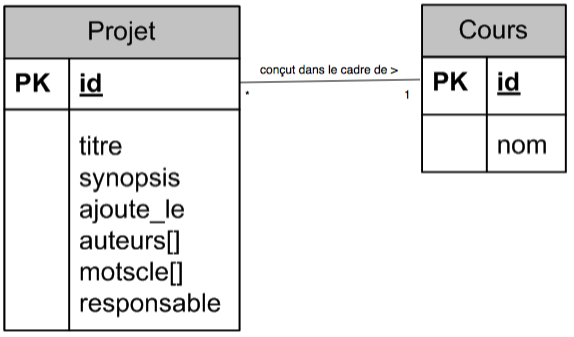 Projet
PK id
titre
synopsis
ajoute_le
auteurs[]
motscle[]
responsable
conçut dans le cadre de >
* 1
Cours
PK id
nom